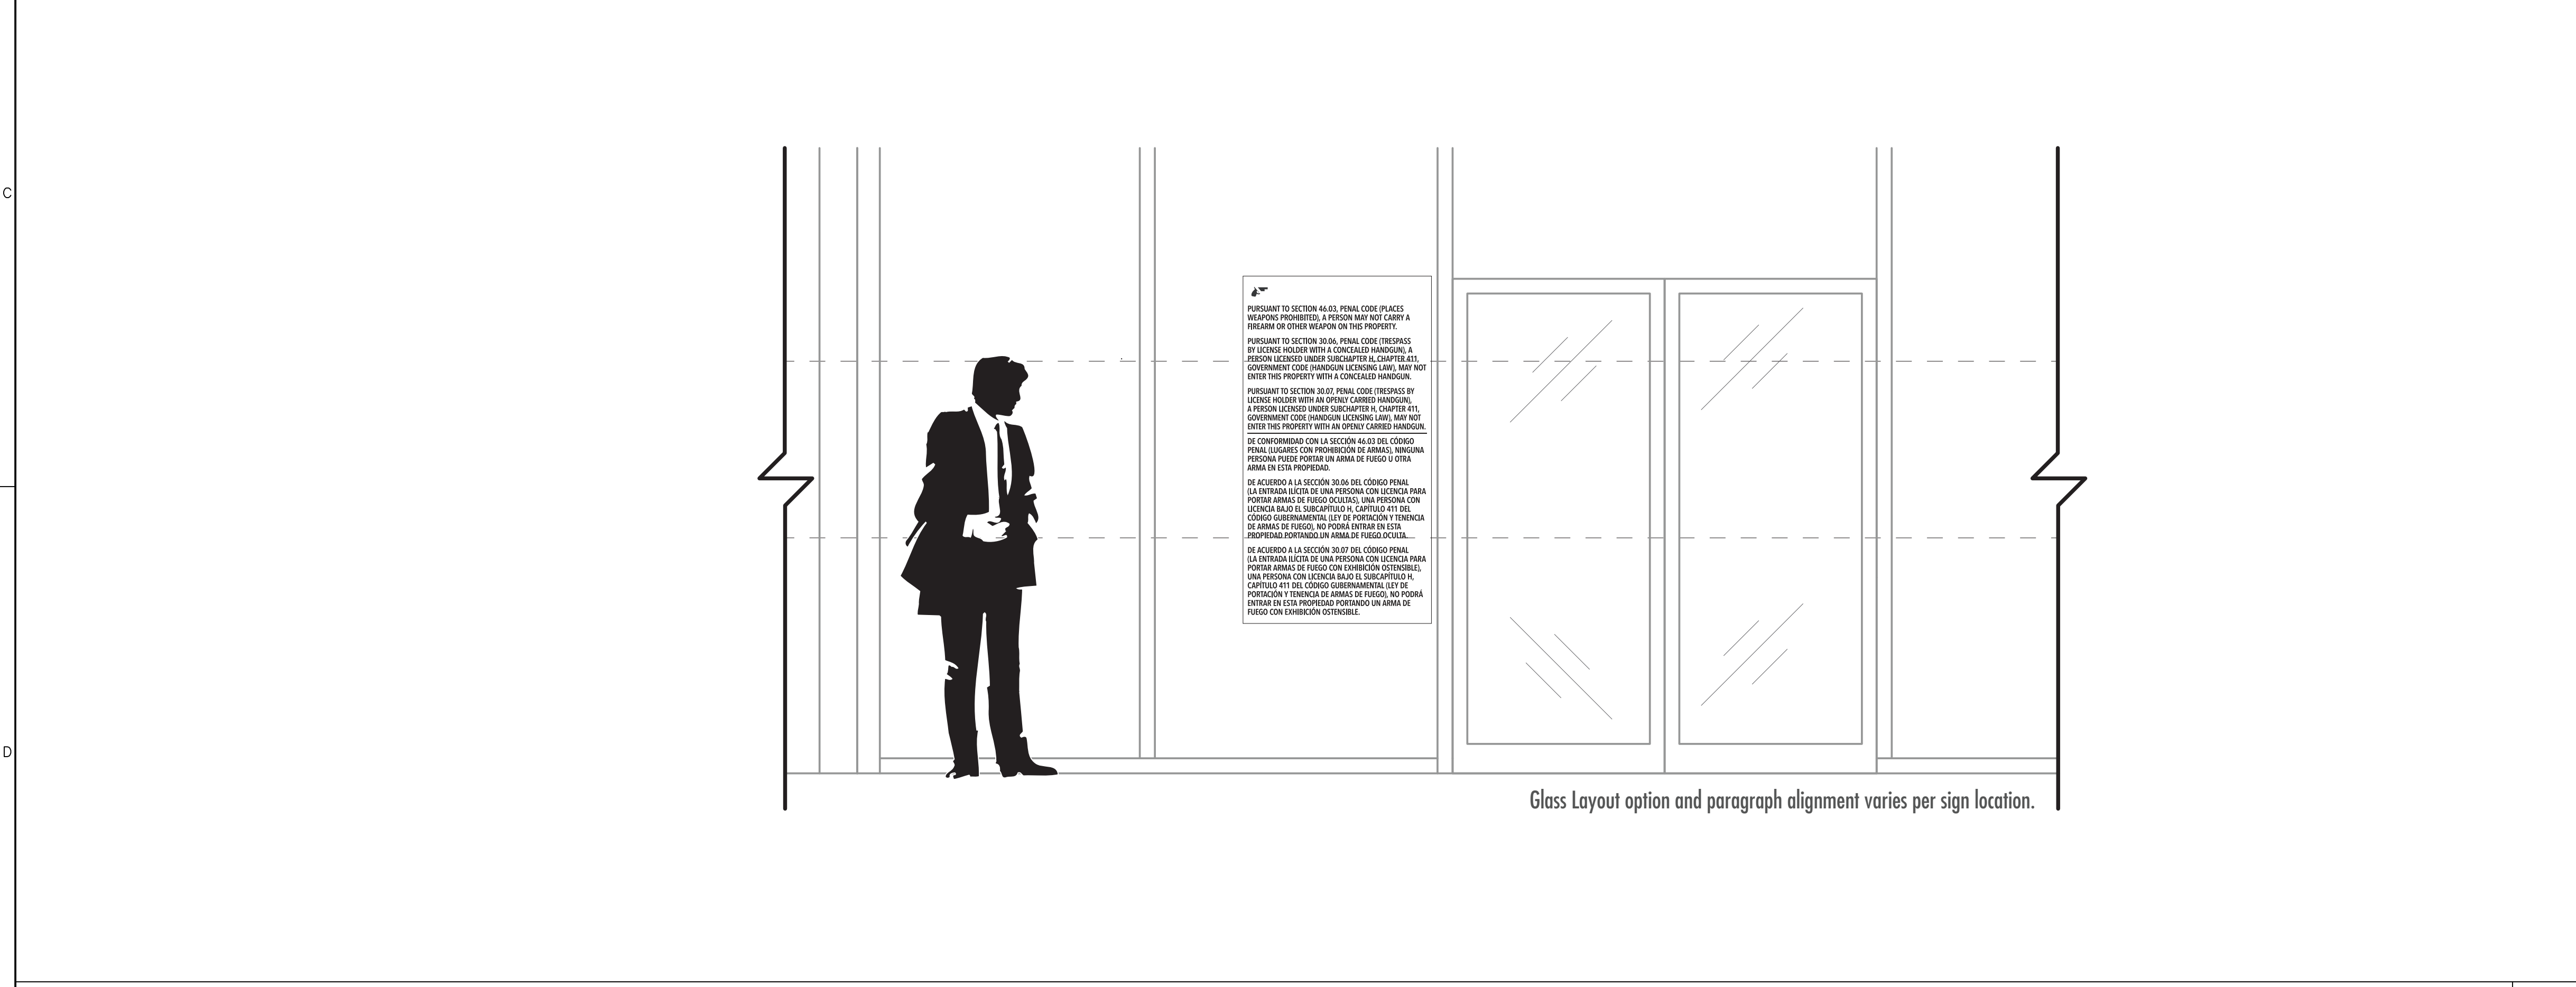 C
PURSUANT TO SECTION 46.03, PENAL CODE (PLACES
WEAPONS PROHIBITED), A PERSON MAY NOT CARRY A
FIREARM OR OTHER WEAPON ON THIS PROPERTY.
PURSUANT TO SECTION 30.06, PENAL CODE (TRESPASS
BY LICENSE HOLDER WITH A CONCEALED HANDGUN), A
PERSON LICENSED UNDER SUBCHAPTER H, CHAPTER 411,
GOVERNMENT CODE (HANDGUN LICENSING LAW), MAY NOT
ENTER THIS PROPERTY WITH A CONCEALED HANDGUN.
PURSUANT TO SECTION 30.07, PENAL CODE (TRESPASS BY
LICENSE HOLDER WITH AN OPENLY CARRIED HANDGUN),
A PERSON LICENSED UNDER SUBCHAPTER H, CHAPTER 411,
GOVERNMENT CODE (HANDGUN LICENSING LAW), MAY NOT
ENTER THIS PROPERTY WITH AN OPENLY CARRIED HANDGUN.
DE CONFORMIDAD CON LA SECCIÓN 46.03 DEL CÓDIGO
PENAL (LUGARES CON PROHIBICIÓN DE ARMAS), NINGUNA
PERSONA PUEDE PORTAR UN ARMA DE FUEGO U OTRA
ARMA EN ESTA PROPIEDAD.
DE ACUERDO A LA SECCIÓN 30.06 DEL CÓDIGO PENAL
(LA ENTRADA ILÍCITA DE UNA PERSONA CON LICENCIA PARA
PORTAR ARMAS DE FUEGO OCULTAS), UNA PERSONA CON
LICENCIA BAJO EL SUBCAPÍTULO H, CAPÍTULO 411 DEL
CÓDIGO GUBERNAMENTAL (LEY DE PORTACIÓN Y TENENCIA
DE ARMAS DE FUEGO), NO PODRÁ ENTRAR EN ESTA
PROPIEDAD PORTANDO UN ARMA DE FUEGO OCULTA.
DE ACUERDO A LA SECCIÓN 30.07 DEL CÓDIGO PENAL
(LA ENTRADA ILÍCITA DE UNA PERSONA CON LICENCIA PARA
PORTAR ARMAS DE FUEGO CON EXHIBICIÓN OSTENSIBLE),
UNA PERSONA CON LICENCIA BAJO EL SUBCAPÍTULO H,
CAPÍTULO 411 DEL CÓDIGO GUBERNAMENTAL (LEY DE
PORTACIÓN Y TENENCIA DE ARMAS DE FUEGO), NO PODRÁ
ENTRAR EN ESTA PROPIEDAD PORTANDO UN ARMA DE
FUEGO CON EXHIBICIÓN OSTENSIBLE.
D
Glass Layout option and paragraph alignment varies per sign location.